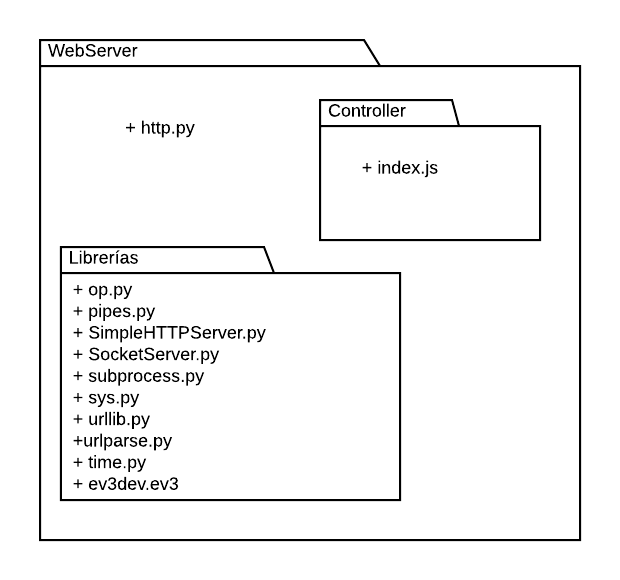 WebServer
+ http.py
Controller
+ index.js
Librerías
+ op.py
+ pipes.py
+ SimpleHTTPServer.py
+ SocketServer.py
+ subprocess.py
+ sys.py
+ urllib.py
+urlparse.py
+ time.py
+ ev3dev.ev3